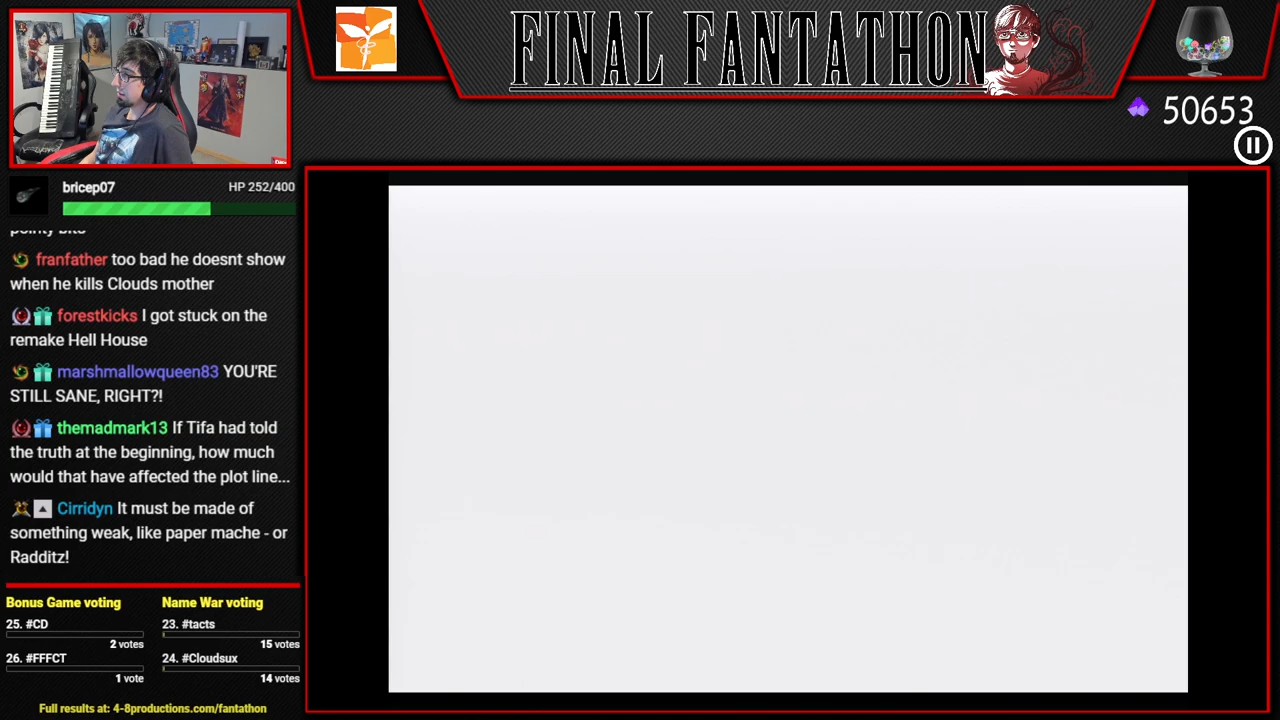 FINAL FANTATHON
50653
bricep07
HP 252/400
pointy bits
franfather too bad he doesnt show
when he kills Clouds mother
forestkicks I got stuck on the
remake Hell House
marshmallowqueen83 YOU'RE
STILL SANE, RIGHT?!
themadmark13 If Tifa had told
the truth at the beginning, how much
would that have affected the plot line...
Cirridyn It must be made of
something weak, like paper mache - or
Radditz!
Bonus Game voting
25. #CD
2 votes
26. #FFFCT
1 vote
Name War voting
23. #tacts
15 votes
24. #Cloudsux
14 votes
Full results at: 4-8productions.com/fantathon